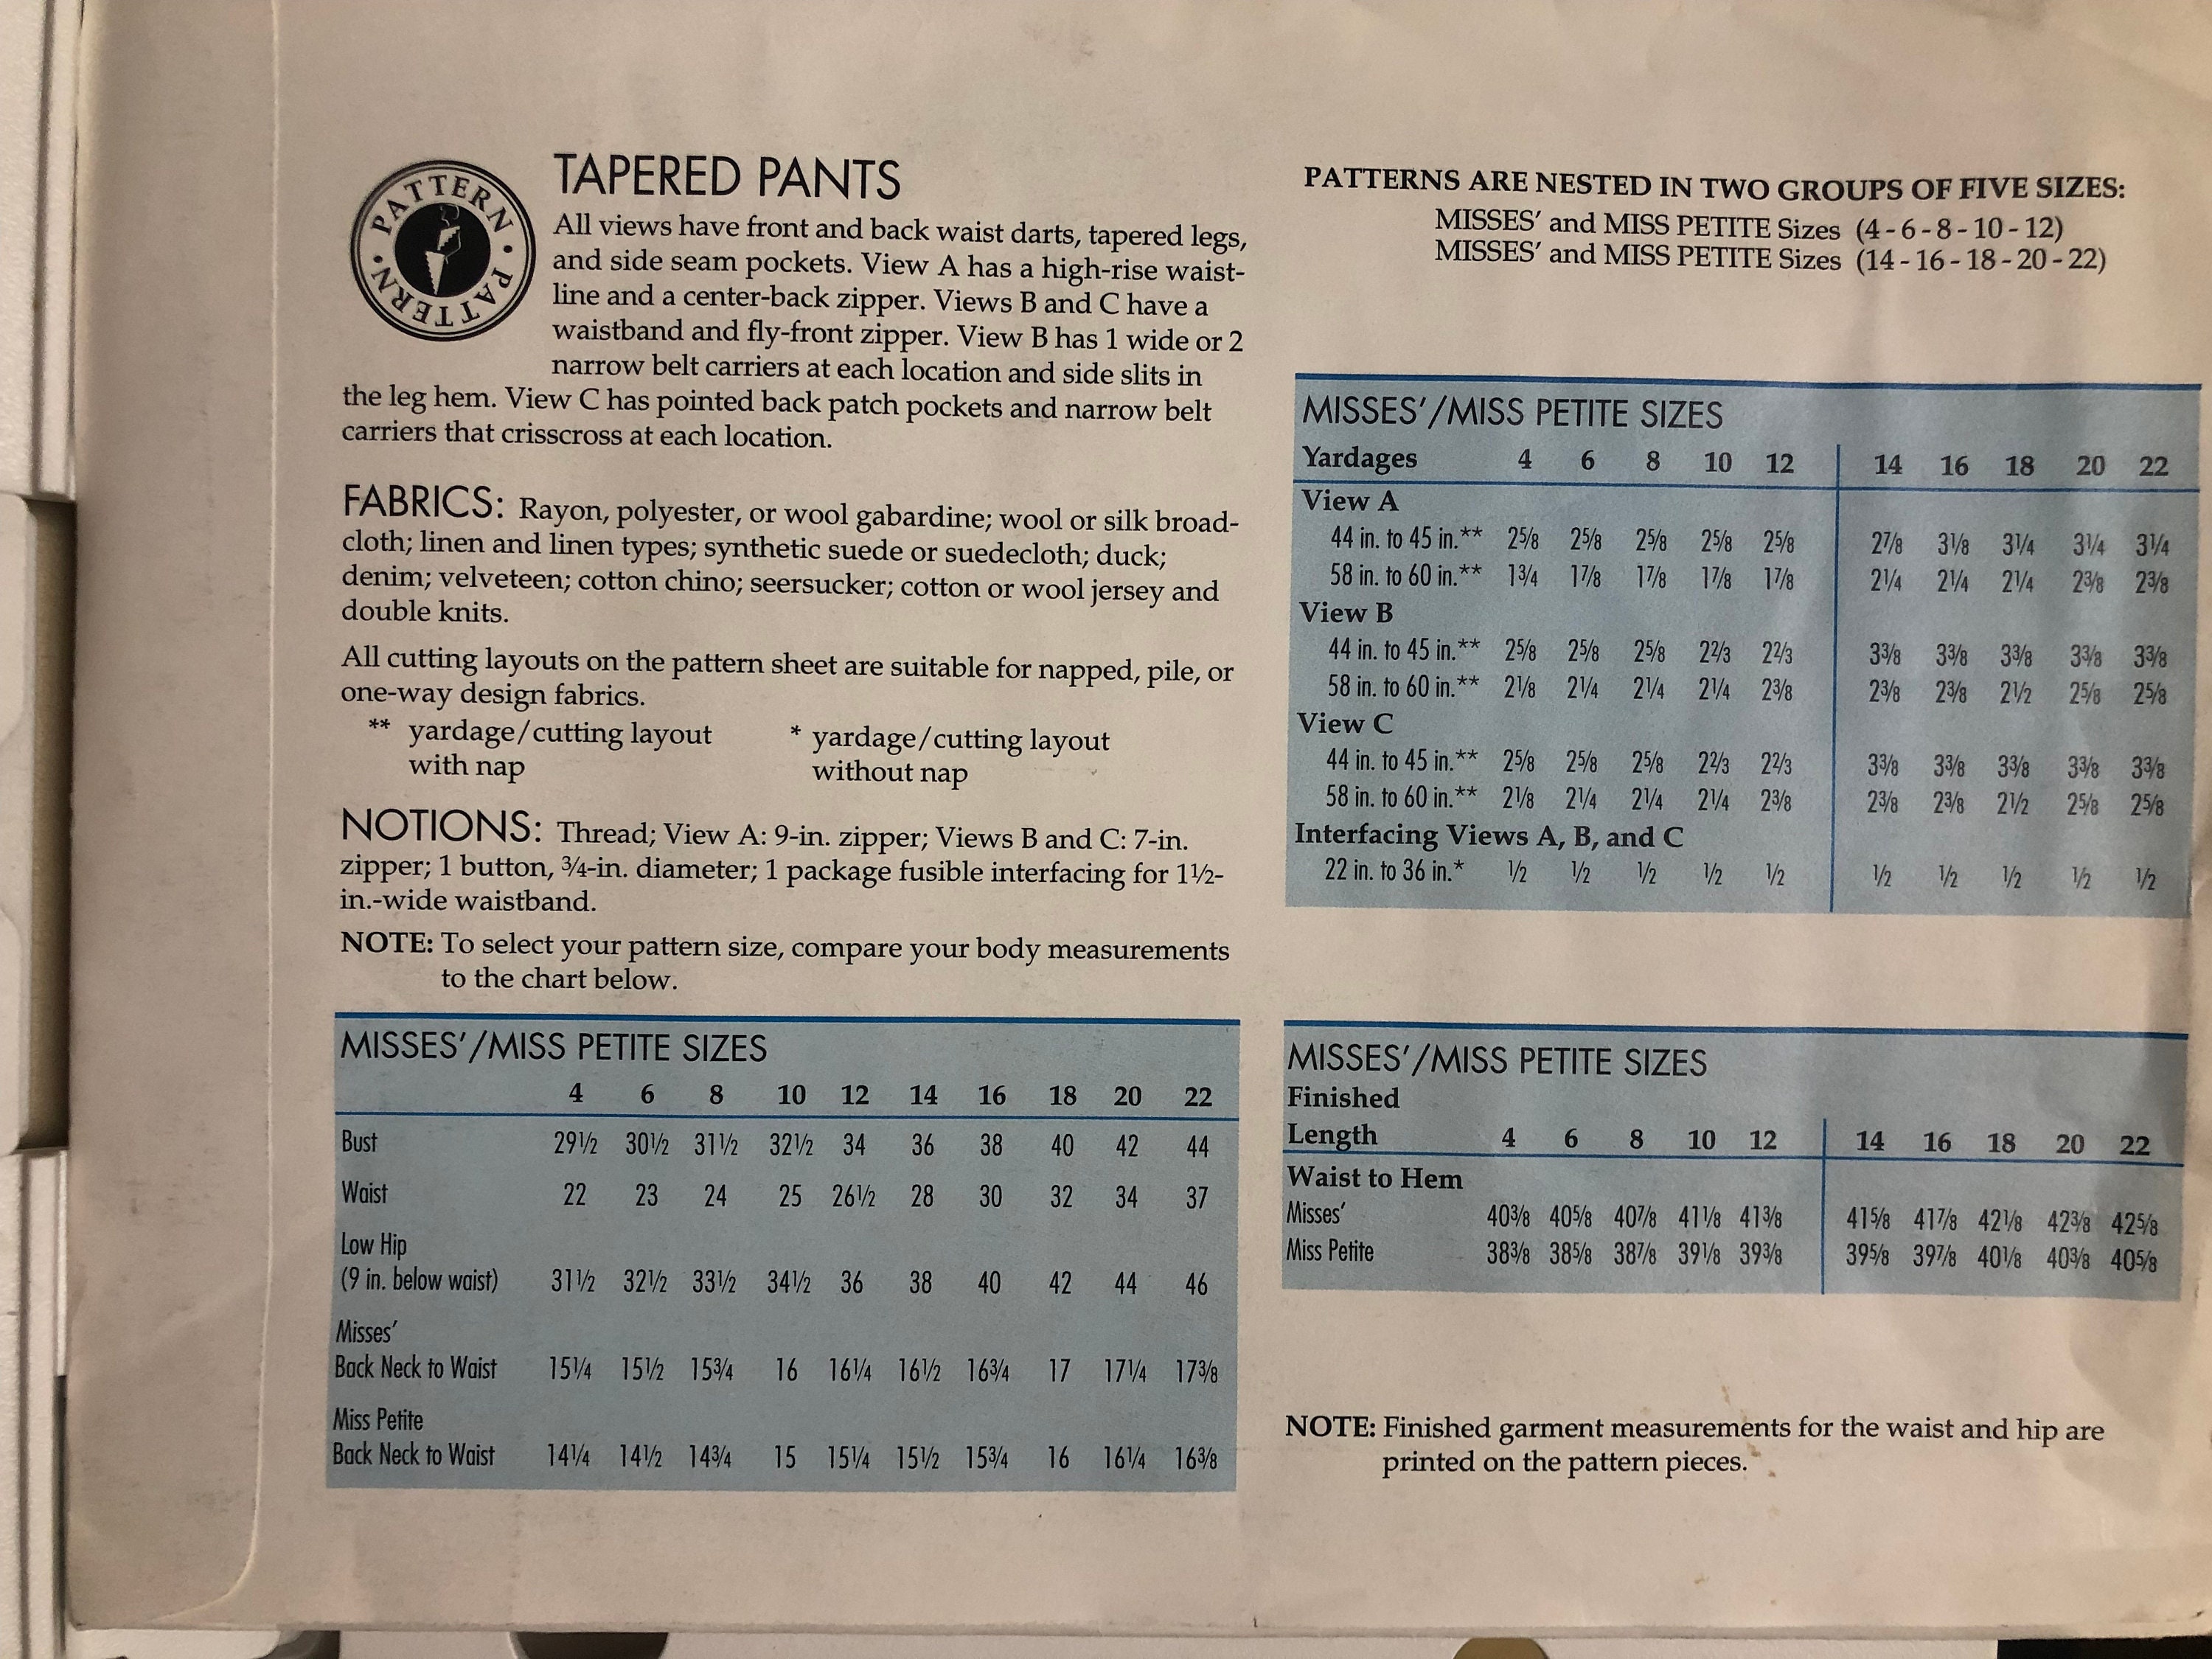 PATTERN • PATTERN •
TAPERED PANTS
All views have front and back waist darts, tapered legs,
and side seam pockets. View A has a high-rise waist-
line and a center-back zipper. Views B and C have a
waistband and fly-front zipper. View B has 1 wide or 2
narrow belt carriers at each location and side slits in
the leg hem. View C has pointed back patch pockets and narrow belt
carriers that crisscross at each location.
FABRICS: Rayon, polyester, or wool gabardine; wool or silk broad-
cloth; linen and linen types; synthetic suede or suedecloth; duck;
denim; velveteen; cotton chino; seersucker; cotton or wool jersey and
double knits.
All cutting layouts on the pattern sheet are suitable for napped, pile, or
one-way design fabrics.
** yardage/cutting layout * yardage/cutting layout
with nap without nap
NOTIONS: Thread; View A: 9-in. zipper; Views B and C: 7-in.
zipper; 1 button, 3/4-in. diameter; 1 package fusible interfacing for 1½-
in.-wide waistband.
NOTE: To select your pattern size, compare your body measurements
to the chart below.
MISSES'/MISS PETITE SIZES
4 6 8 10 12 14 16 18 20 22
Bust 29½ 30½ 31½ 32½ 34 36 38 40 42 44
Waist 22 23 24 25 26½ 28 30 32 34 37
Low Hip
(9 in. below waist) 31½ 32½ 33½ 34½ 36 38 40 42 44 46
Misses'
Back Neck to Waist 15¼ 15½ 15¾ 16 16¼ 16½ 16¾ 17 17¼ 17⅜
Miss Petite
Back Neck to Waist 14¼ 14½ 14¾ 15 15¼ 15½ 15¾ 16 16¼ 16⅜
PATTERNS ARE NESTED IN TWO GROUPS OF FIVE SIZES:
MISSES' and MISS PETITE Sizes (4 - 6 - 8 - 10 - 12)
MISSES' and MISS PETITE Sizes (14 - 16 - 18 - 20 - 22)
MISSES'/MISS PETITE SIZES
Yardages 4 6 8 10 12 14 16 18 20 22
View A
44 in. to 45 in.** 2⅝ 2⅝ 2⅝ 2⅝ 2⅝ 2⅞ 3⅛ 3¼ 3¼ 3¼
58 in. to 60 in.** 1¾ 1⅞ 1⅞ 1⅞ 1⅞ 2¼ 2¼ 2¼ 2⅜ 2⅜
View B
44 in. to 45 in.** 2⅝ 2⅝ 2⅝ 2⅔ 2⅔ 3⅜ 3⅜ 3⅜ 3⅜ 3⅜
58 in. to 60 in.** 2⅛ 2¼ 2¼ 2¼ 2⅜ 2⅜ 2⅜ 2½ 2⅝ 2⅝
View C
44 in. to 45 in.** 2⅝ 2⅝ 2⅝ 2⅔ 2⅔ 3⅜ 3⅜ 3⅜ 3⅜ 3⅜
58 in. to 60 in.** 2⅛ 2¼ 2¼ 2¼ 2⅜ 2⅜ 2⅜ 2½ 2⅝ 2⅝
Interfacing Views A, B, and C
22 in. to 36 in.* ½ ½ ½ ½ ½ ½ ½ ½ ½ ½
MISSES'/MISS PETITE SIZES
Finished
Length 4 6 8 10 12 14 16 18 20 22
Waist to Hem
Misses' 40⅜ 40⅝ 40⅞ 41⅛ 41⅜ 41⅝ 41⅞ 42⅛ 42⅜ 42⅝
Miss Petite 38⅜ 38⅝ 38⅞ 39⅛ 39⅜ 39⅝ 39⅞ 40⅛ 40⅜ 40⅝
NOTE: Finished garment measurements for the waist and hip are
printed on the pattern pieces.